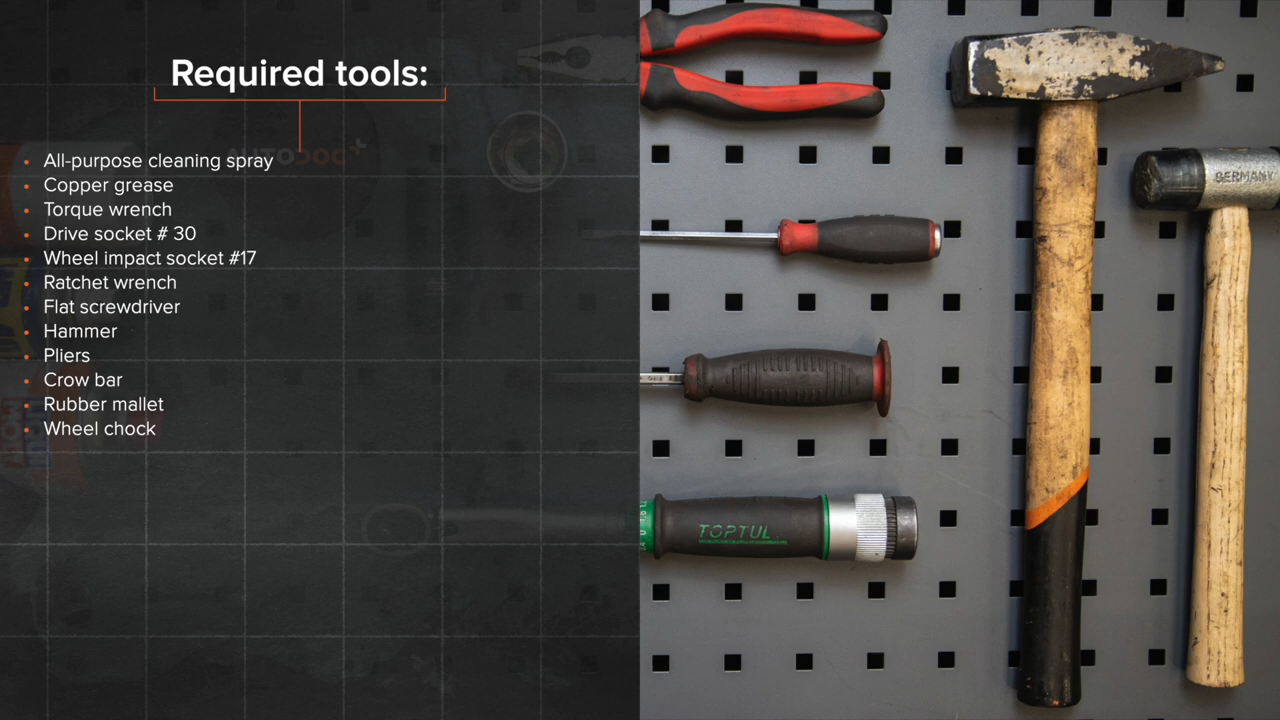 Required tools:
AUTODOC
• All-purpose cleaning spray
• Copper grease
• Torque wrench
• Drive socket # 30
• Wheel impact socket #17
• Ratchet wrench
• Flat screwdriver
• Hammer
• Pliers
• Crow bar
• Rubber mallet
• Wheel chock
GERMANY
TOPTUL